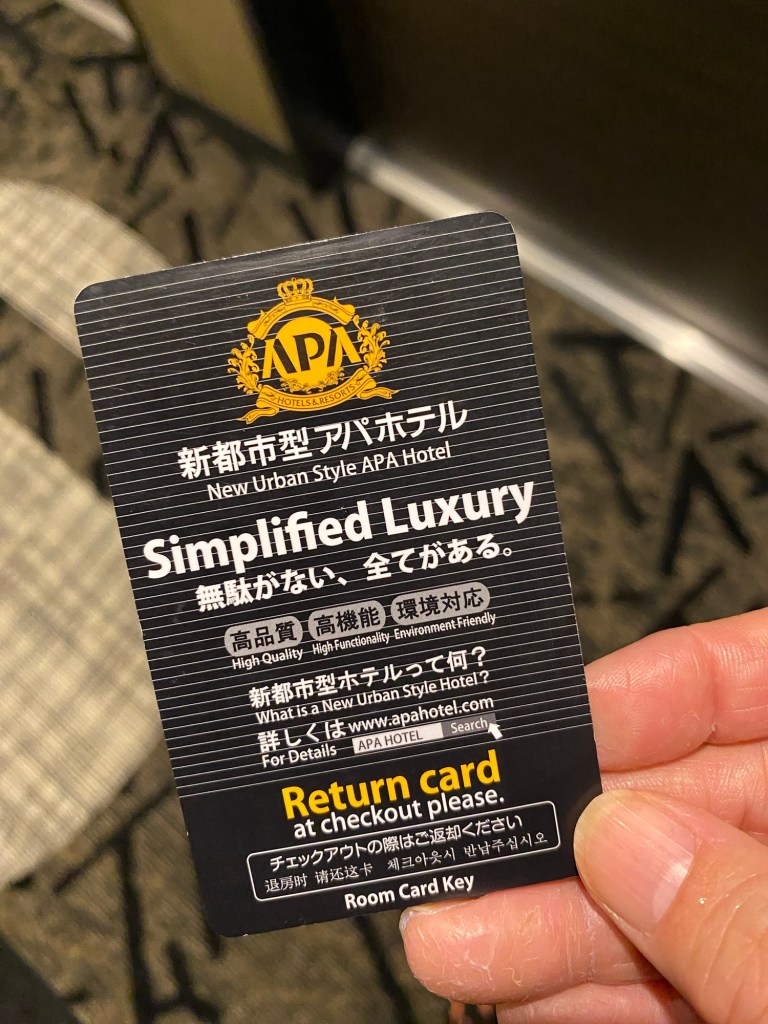 APA
HOTELS & RESORTS
新都市型アパホテル
New Urban Style APA Hotel
Simplified Luxury
無駄がない、全てがある。
高品質 高機能 環境対応
High Quality High Functionality Environment Friendly
新都市型ホテルって何？
What is a New Urban Style Hotel?
詳しくは www.apahotel.com
For Details APA HOTEL Search
Return card
at checkout please.
チェックアウトの際はご返却ください
退房时 请还这卡 체크아웃시 반납주십시오
Room Card Key